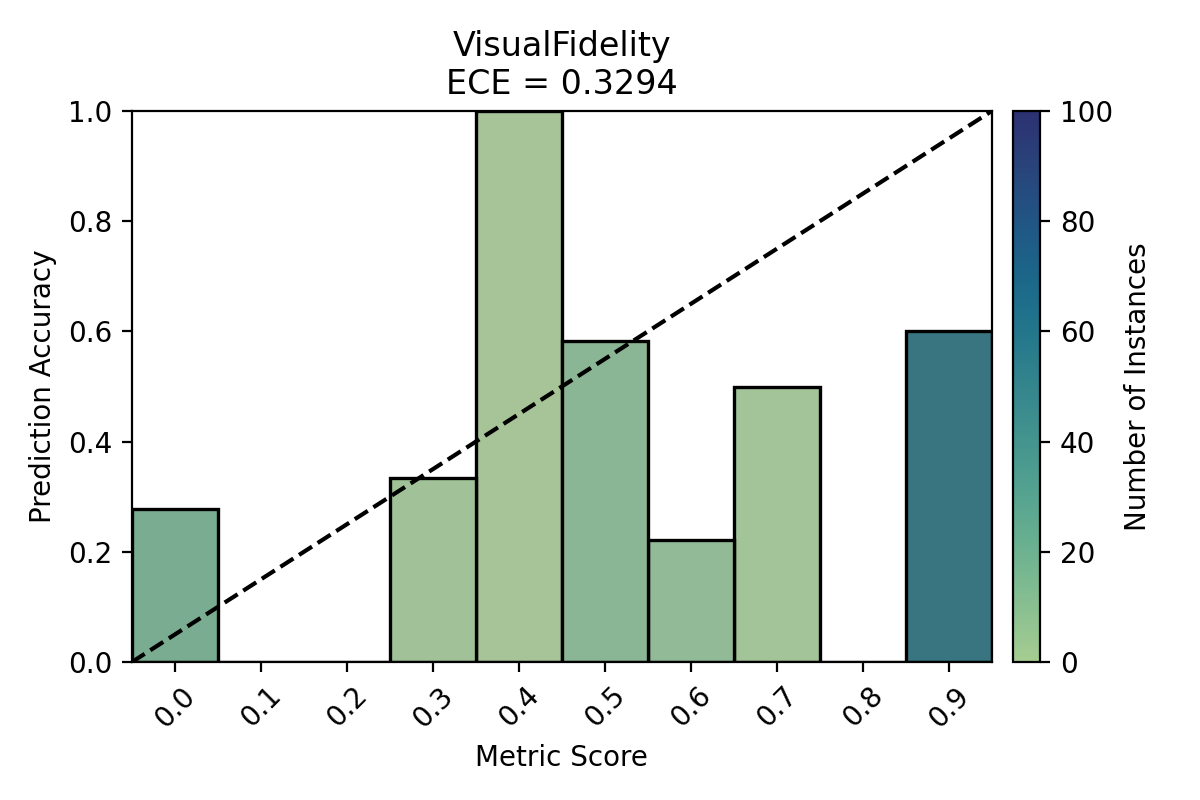 VisualFidelity
ECE = 0.3294
Prediction Accuracy
1.0
0.8
0.6
0.4
0.2
0.0
0.0 0.1 0.2 0.3 0.4 0.5 0.6 0.7 0.8 0.9
Metric Score
100
80
60
40
20
0
Number of Instances